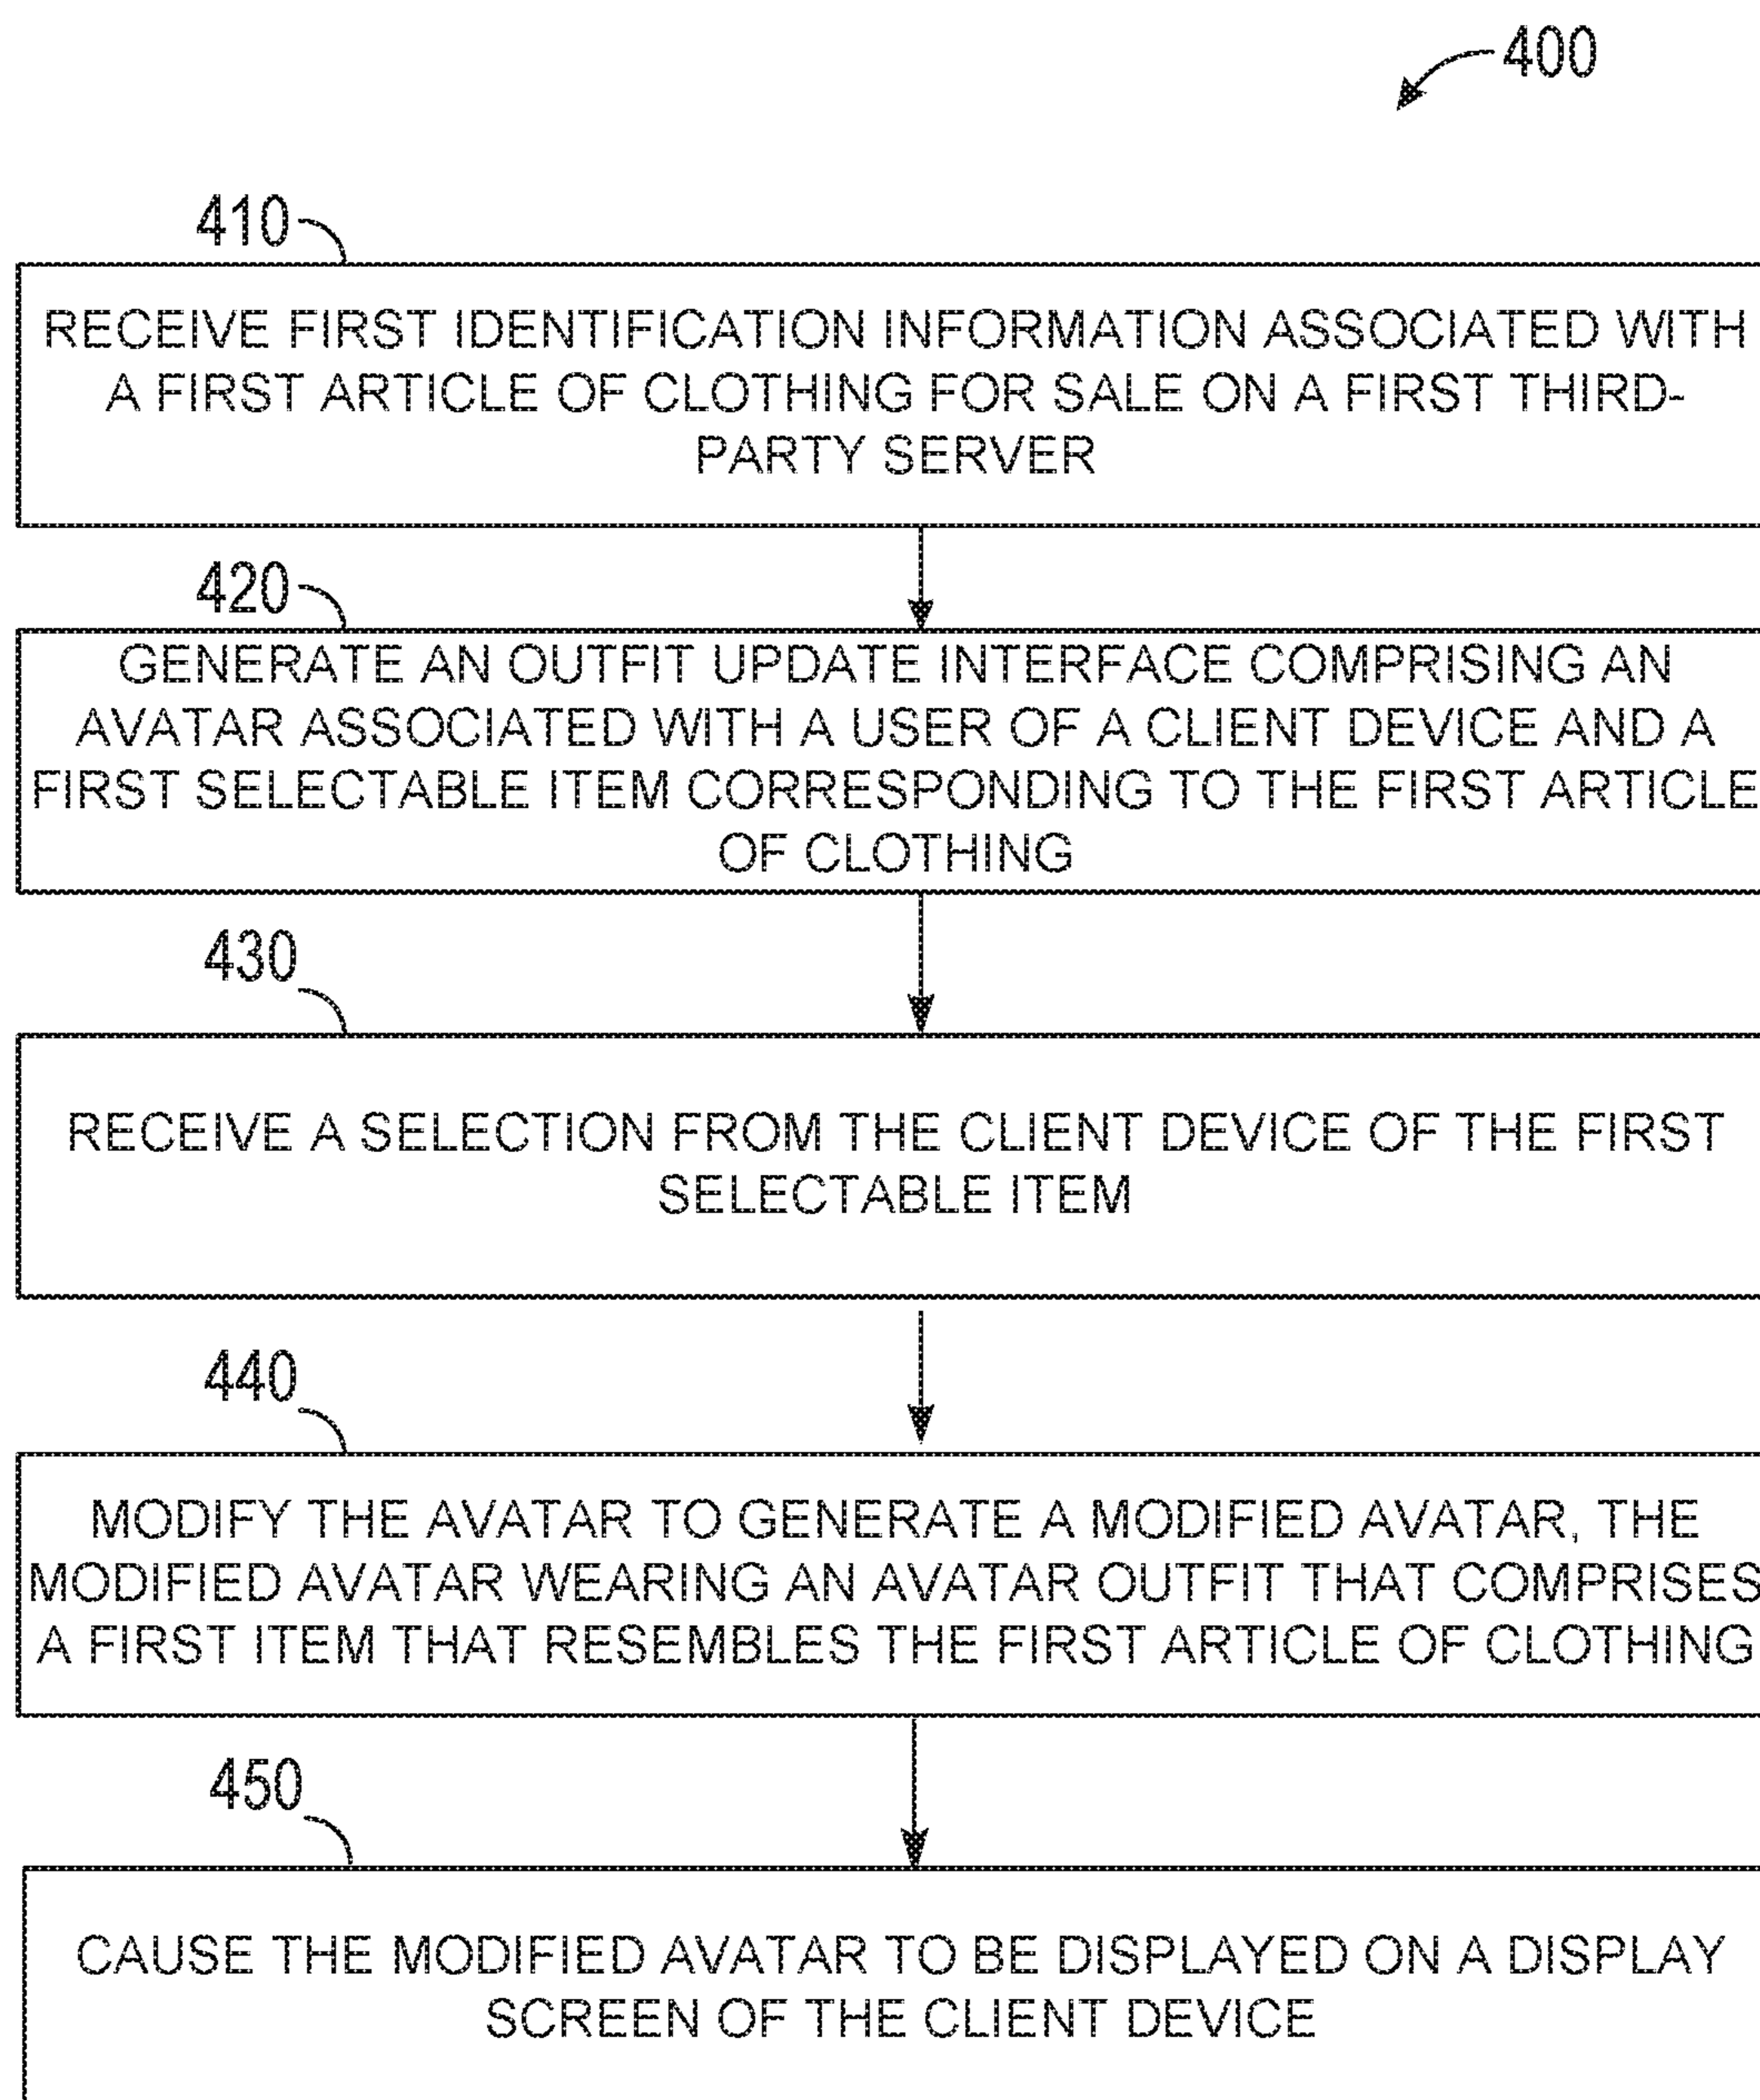 400
410
RECEIVE FIRST IDENTIFICATION INFORMATION ASSOCIATED WITH
A FIRST ARTICLE OF CLOTHING FOR SALE ON A FIRST THIRD-
PARTY SERVER
420
GENERATE AN OUTFIT UPDATE INTERFACE COMPRISING AN
AVATAR ASSOCIATED WITH A USER OF A CLIENT DEVICE AND A
FIRST SELECTABLE ITEM CORRESPONDING TO THE FIRST ARTICLE
OF CLOTHING
430
RECEIVE A SELECTION FROM THE CLIENT DEVICE OF THE FIRST
SELECTABLE ITEM
440
MODIFY THE AVATAR TO GENERATE A MODIFIED AVATAR, THE
MODIFIED AVATAR WEARING AN AVATAR OUTFIT THAT COMPRISES
A FIRST ITEM THAT RESEMBLES THE FIRST ARTICLE OF CLOTHING
450
CAUSE THE MODIFIED AVATAR TO BE DISPLAYED ON A DISPLAY
SCREEN OF THE CLIENT DEVICE